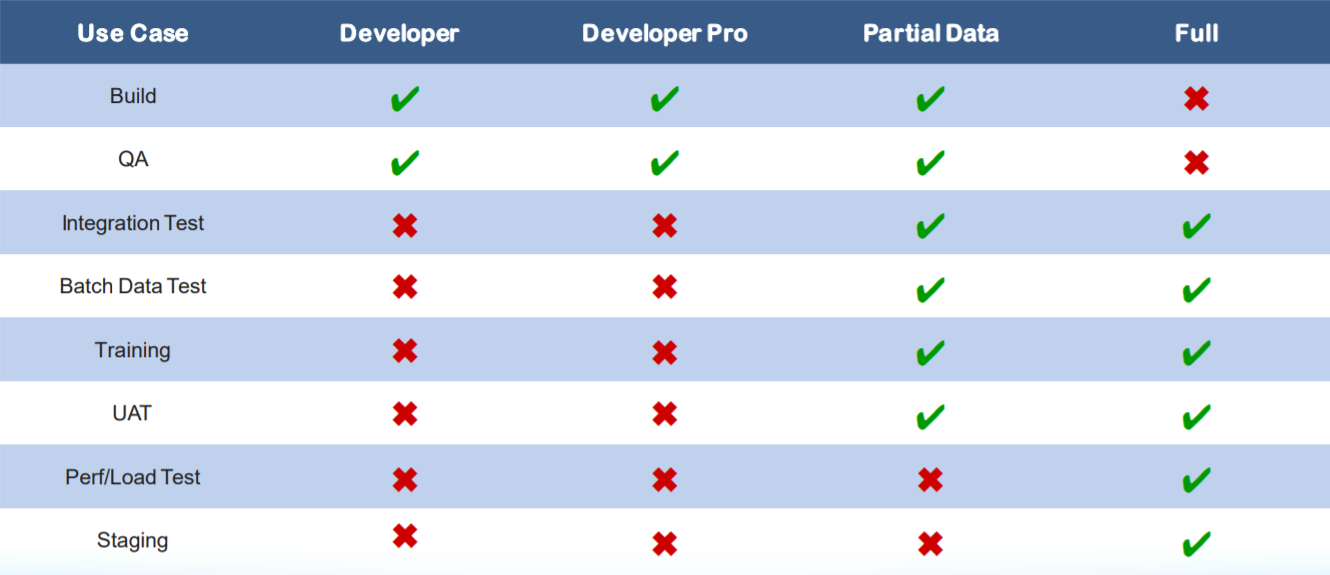 Use Case Developer Developer Pro Partial Data Full
Build ✔ ✔ ✔ ✖
QA ✔ ✔ ✔ ✖
Integration Test ✖ ✖ ✔ ✔
Batch Data Test ✖ ✖ ✔ ✔
Training ✖ ✖ ✔ ✔
UAT ✖ ✖ ✔ ✔
Perf/Load Test ✖ ✖ ✖ ✔
Staging ✖ ✖ ✖ ✔